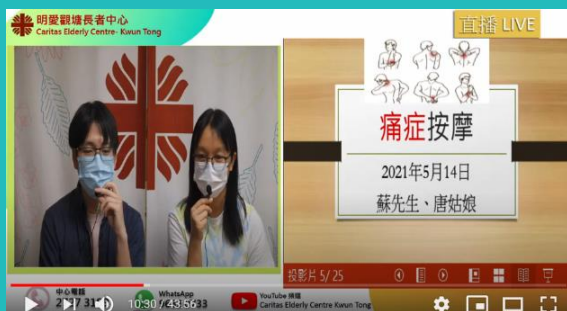 明愛觀塘長者中心
Caritas Elderly Centre- Kwun Tong
直播 LIVE
痛症按摩
2021年5月14日
蘇先生、唐姑娘
投影片 5/25
中心電話
WhatsApp
YouTube 頻道
Caritas Elderly Centre Kwun Tong
10:30 / 43:56